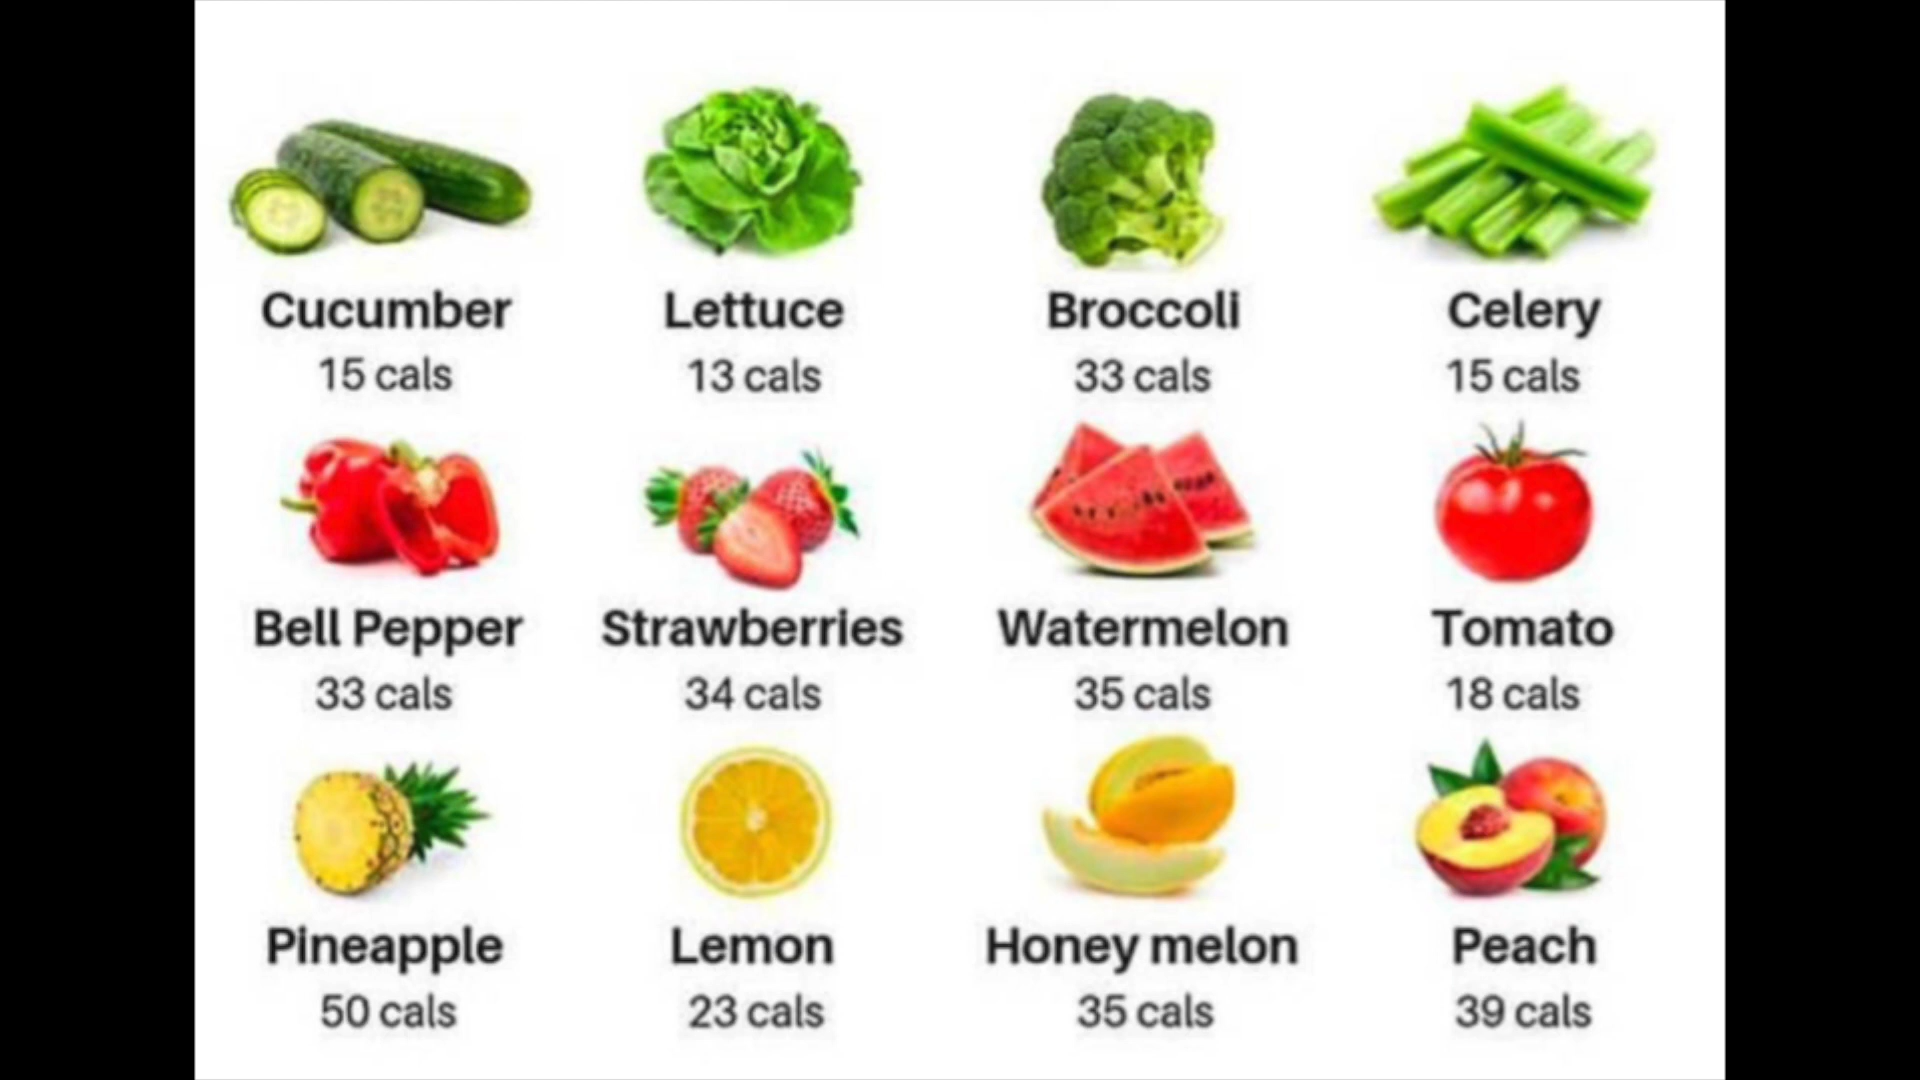 Cucumber
15 cals
Lettuce
13 cals
Broccoli
33 cals
Celery
15 cals
Bell Pepper
33 cals
Strawberries
34 cals
Watermelon
35 cals
Tomato
18 cals
Pineapple
50 cals
Lemon
23 cals
Honey melon
35 cals
Peach
39 cals